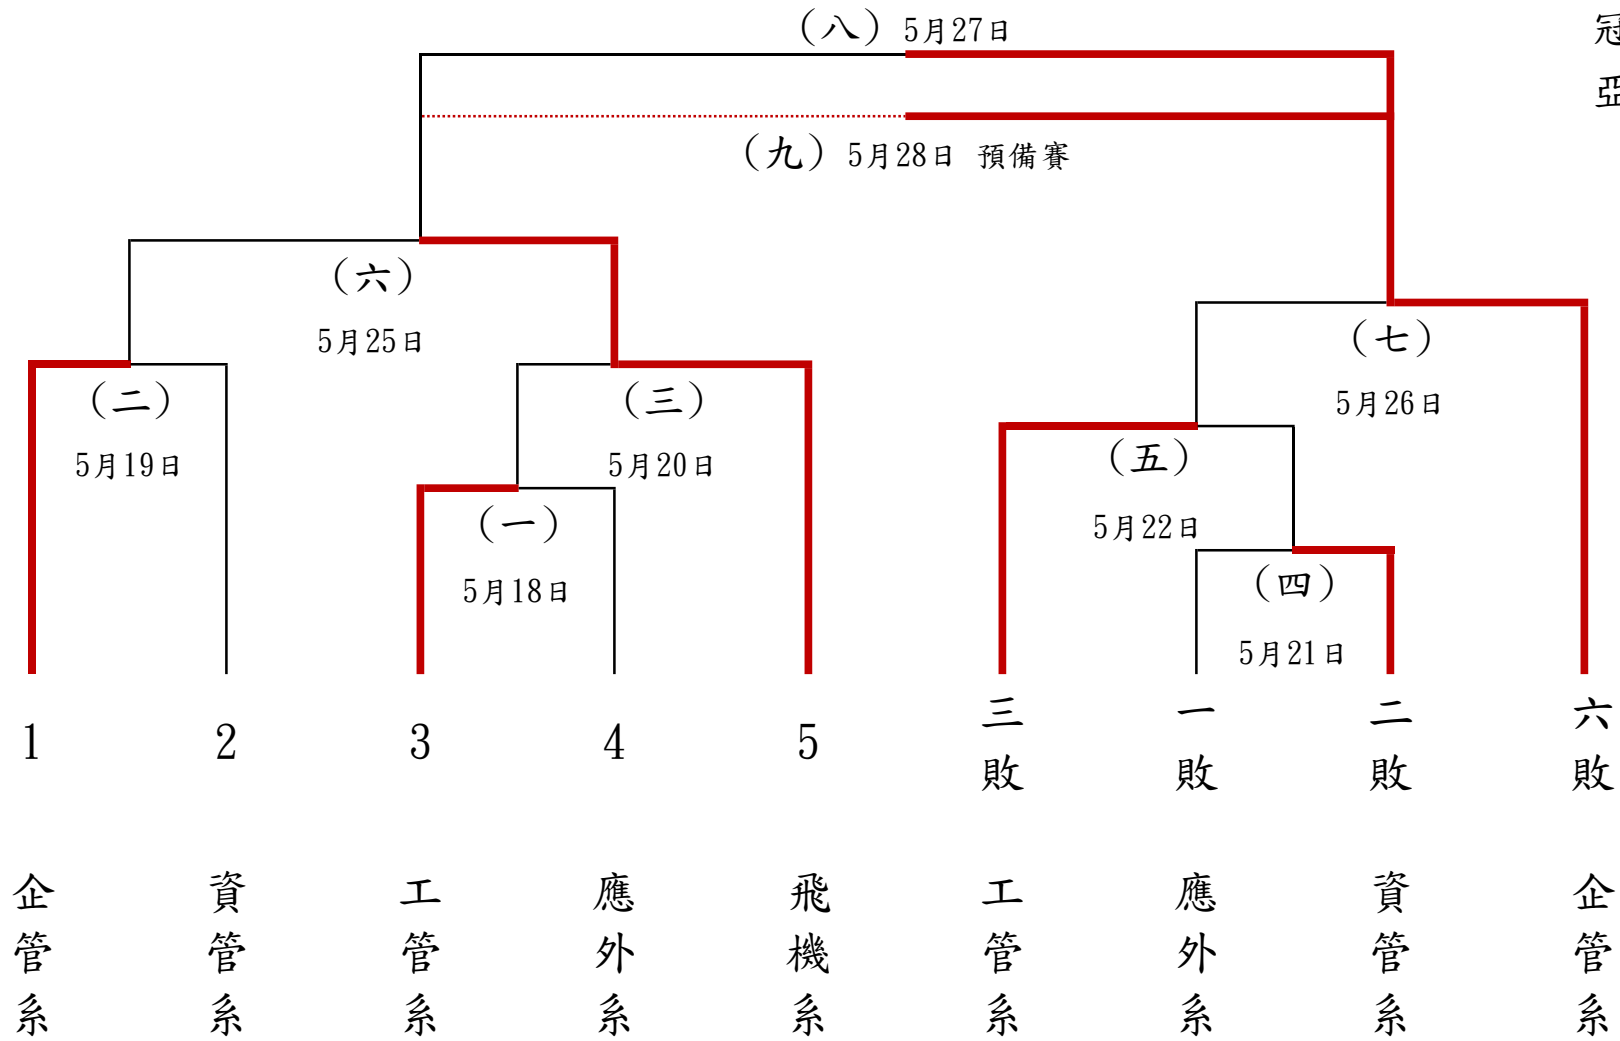 (八) 5月27日
冠
亞
(九) 5月28日 預備賽
(六)
5月25日
(七)
5月26日
(二)
5月19日
(三)
5月20日
(五)
5月22日
(一)
5月18日
(四)
5月21日
1
2
3
4
5
三敗
一敗
二敗
六敗
企管系
資管系
工管系
應外系
飛機系
工管系
應外系
資管系
企管系